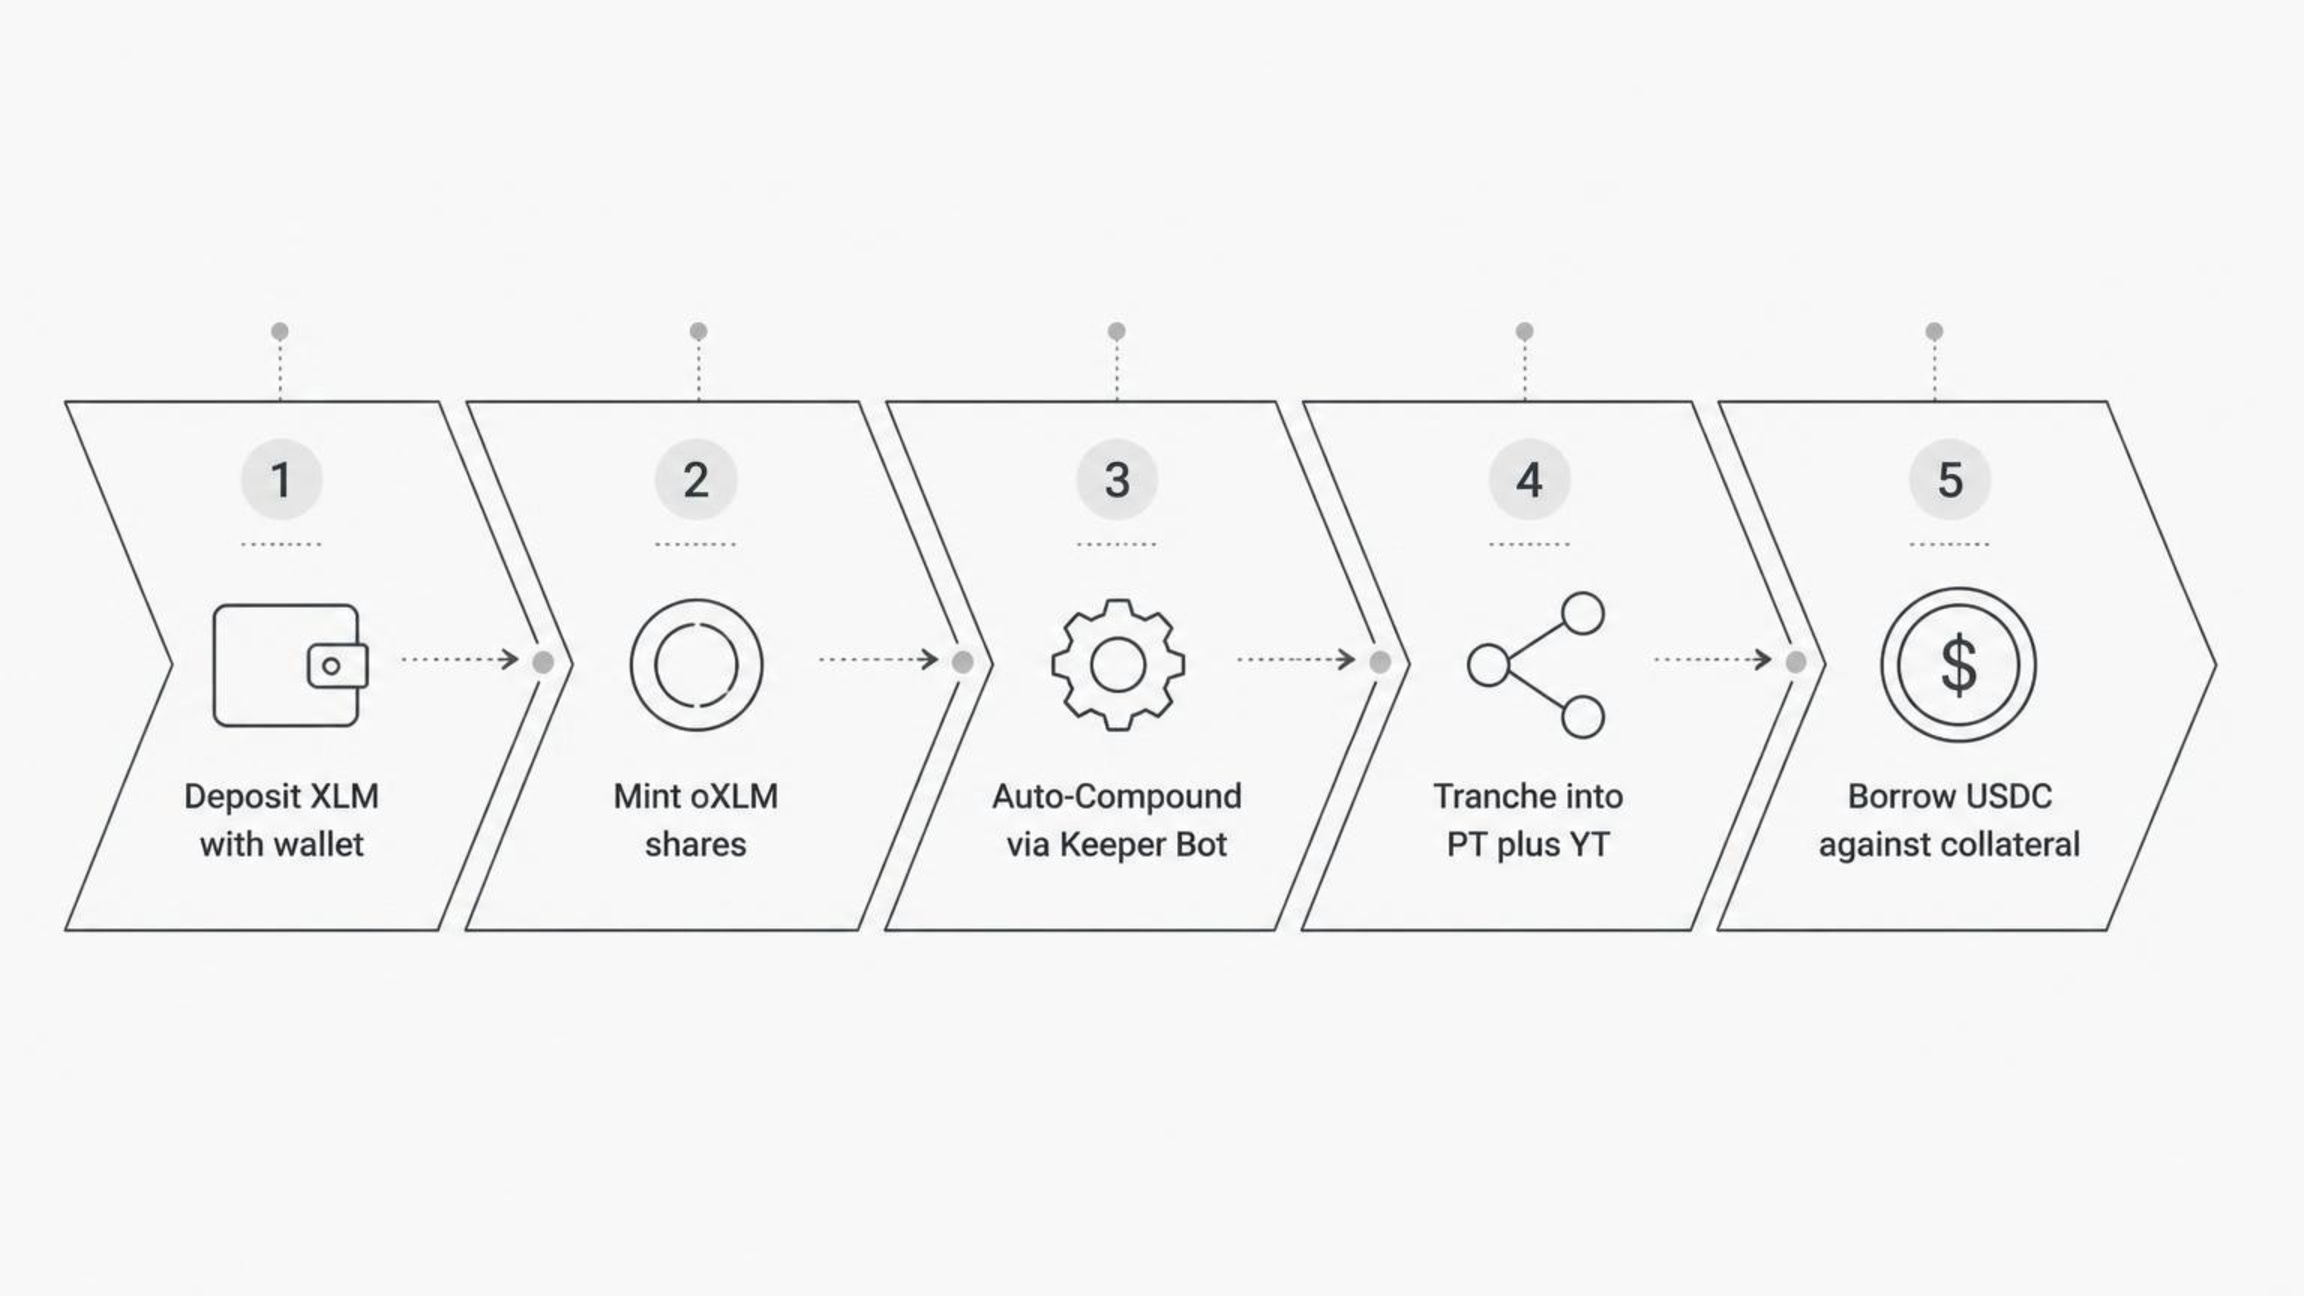 1
Deposit XLM
with wallet
2
Mint oXLM
shares
3
Auto-Compound
via Keeper Bot
4
Tranche into
PT plus YT
5
$
Borrow USDC
against collateral